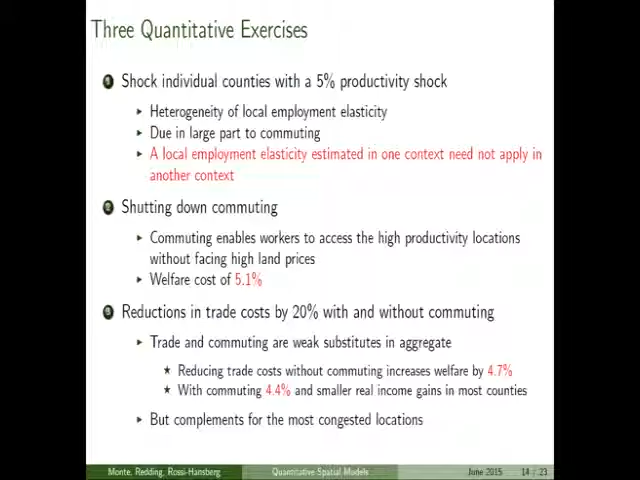 Three Quantitative Exercises
1 Shock individual counties with a 5% productivity shock
▸ Heterogeneity of local employment elasticity
▸ Due in large part to commuting
▸ A local employment elasticity estimated in one context need not apply in
another context
2 Shutting down commuting
▸ Commuting enables workers to access the high productivity locations
without facing high land prices
▸ Welfare cost of 5.1%
3 Reductions in trade costs by 20% with and without commuting
▸ Trade and commuting are weak substitutes in aggregate
★ Reducing trade costs without commuting increases welfare by 4.7%
★ With commuting 4.4% and smaller real income gains in most counties
▸ But complements for the most congested locations
Monte, Redding, Rossi-Hansberg Quantitative Spatial Models June 2015 14 / 23